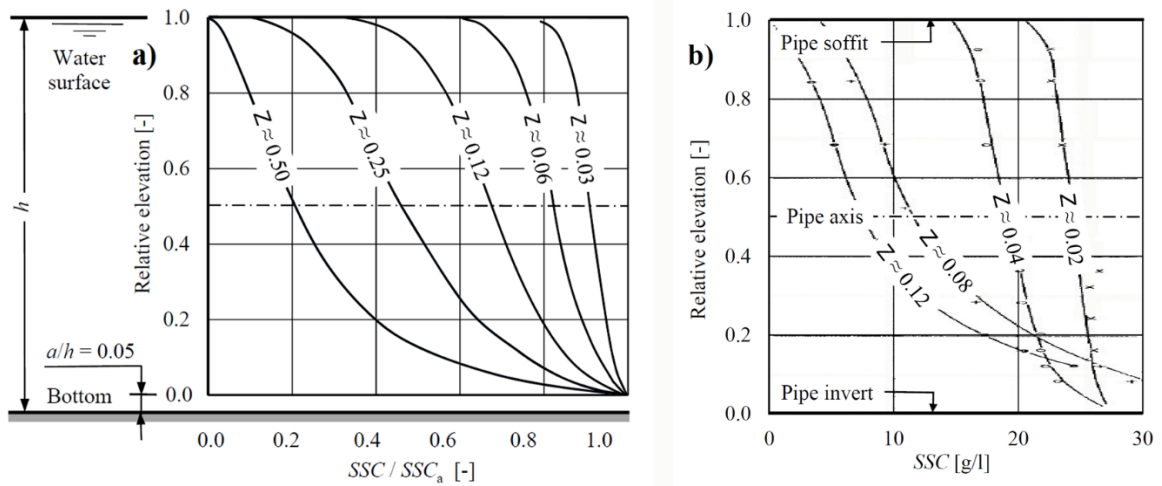 a)
h
Water
surface
Relative elevation [-]
a/h = 0.05
Bottom
1.0
0.8
0.6
0.4
0.2
0.0
Z ≈ 0.50
Z ≈ 0.25
Z ≈ 0.12
Z ≈ 0.06
Z ≈ 0.03
0.0 0.2 0.4 0.6 0.8 1.0
SSC / SSCₐ [-]
b)
Pipe soffit
Relative elevation [-]
1.0
0.8
0.6
0.4
0.2
0.0
Pipe axis
Z ≈ 0.12
Z ≈ 0.08
Z ≈ 0.04
Z ≈ 0.02
Pipe invert
0 10 20 30
SSC [g/l]